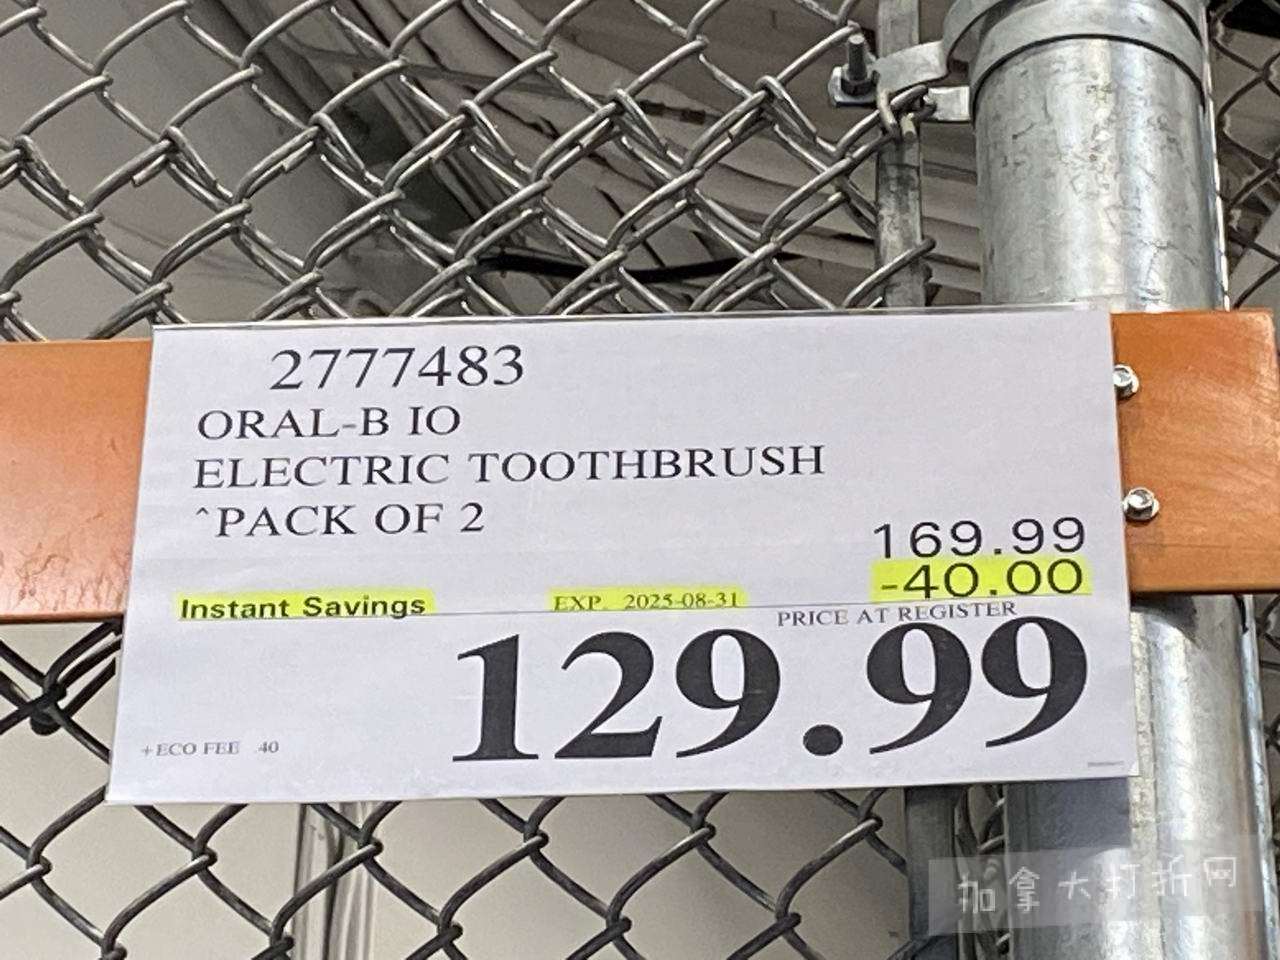 2777483
ORAL-B IO
ELECTRIC TOOTHBRUSH
^PACK OF 2
169.99
-40.00
Instant Savings EXP. 2025-08-31
PRICE AT REGISTER
129.99
+ECO FEE .40
加拿大打折网